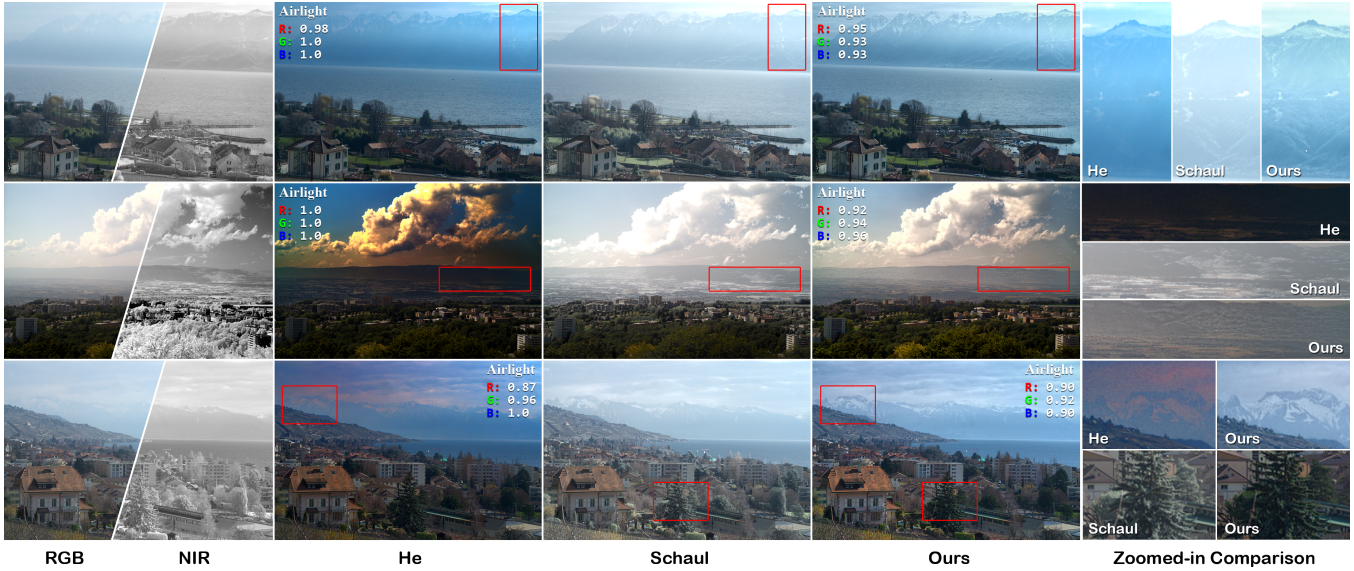 Airlight
R: 0.98
G: 1.0
B: 1.0
Airlight
R: 0.95
G: 0.93
B: 0.93
He
Schaul
Ours
Airlight
R: 1.0
G: 1.0
B: 1.0
Airlight
R: 0.92
G: 0.94
B: 0.96
He
Schaul
Ours
Airlight
R: 0.87
G: 0.96
B: 1.0
Airlight
R: 0.90
G: 0.92
B: 0.90
He
Ours
Schaul
Ours
RGB NIR He Schaul Ours Zoomed-in Comparison